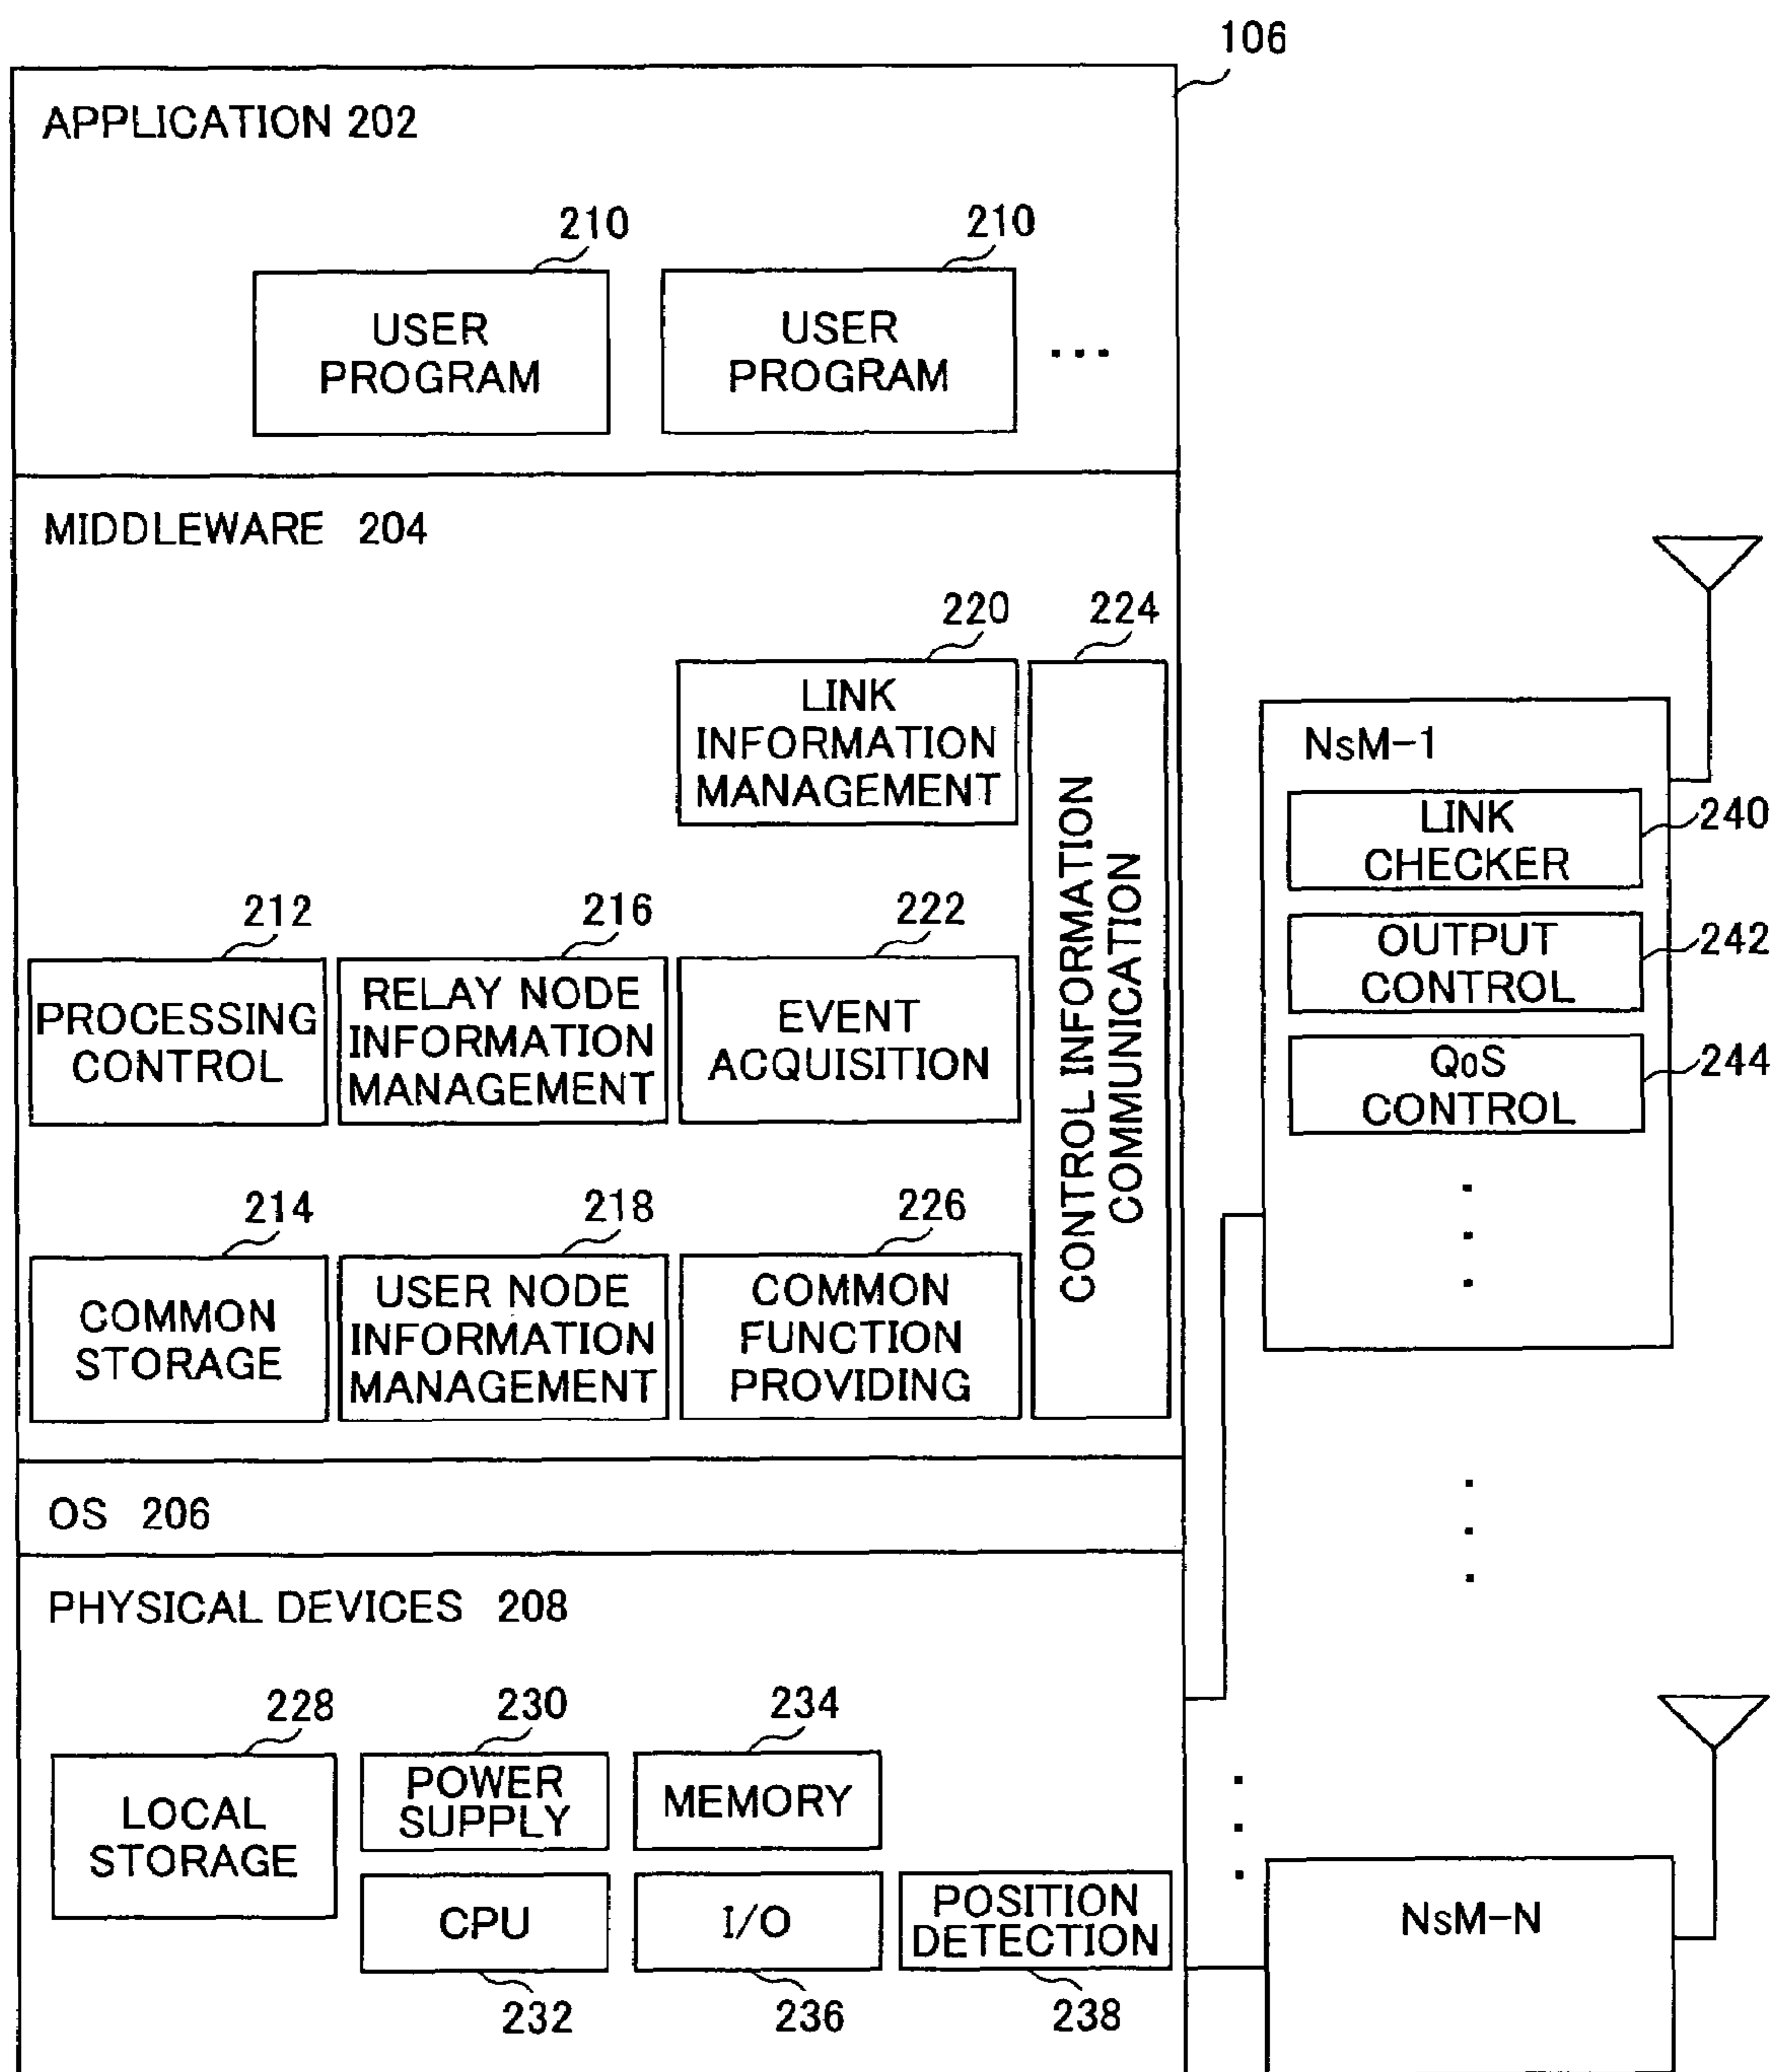 106
APPLICATION 202
210
210
USER
PROGRAM
USER
PROGRAM
...
MIDDLEWARE 204
220
224
LINK
INFORMATION
MANAGEMENT
CONTROL INFORMATION
COMMUNICATION
212
216
222
PROCESSING
CONTROL
RELAY NODE
INFORMATION
MANAGEMENT
EVENT
ACQUISITION
214
218
226
COMMON
STORAGE
USER NODE
INFORMATION
MANAGEMENT
COMMON
FUNCTION
PROVIDING
OS 206
PHYSICAL DEVICES 208
228
230
234
LOCAL
STORAGE
POWER
SUPPLY
MEMORY
CPU
I/O
POSITION
DETECTION
232
236
238
NsM-1
LINK
CHECKER
240
OUTPUT
CONTROL
242
QoS
CONTROL
244
NsM-N